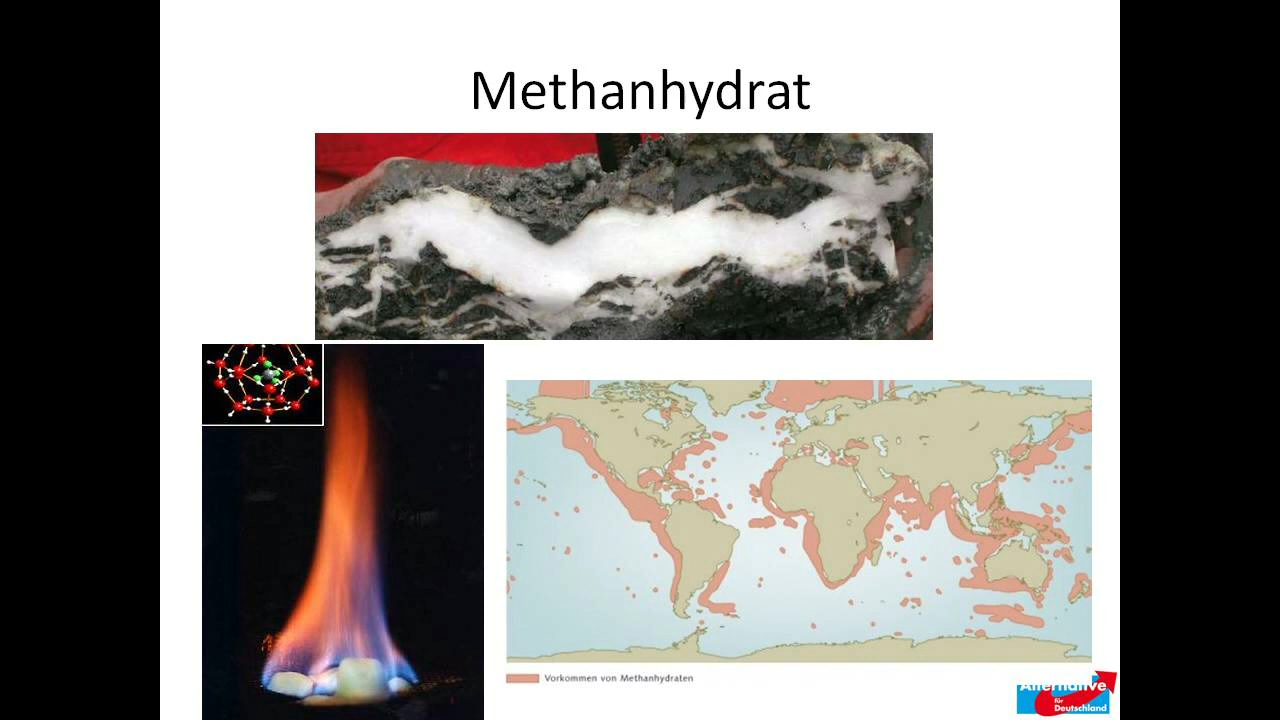 Methanhydrat
Vorkommen von Methanhydraten
Alternative
für
Deutschland